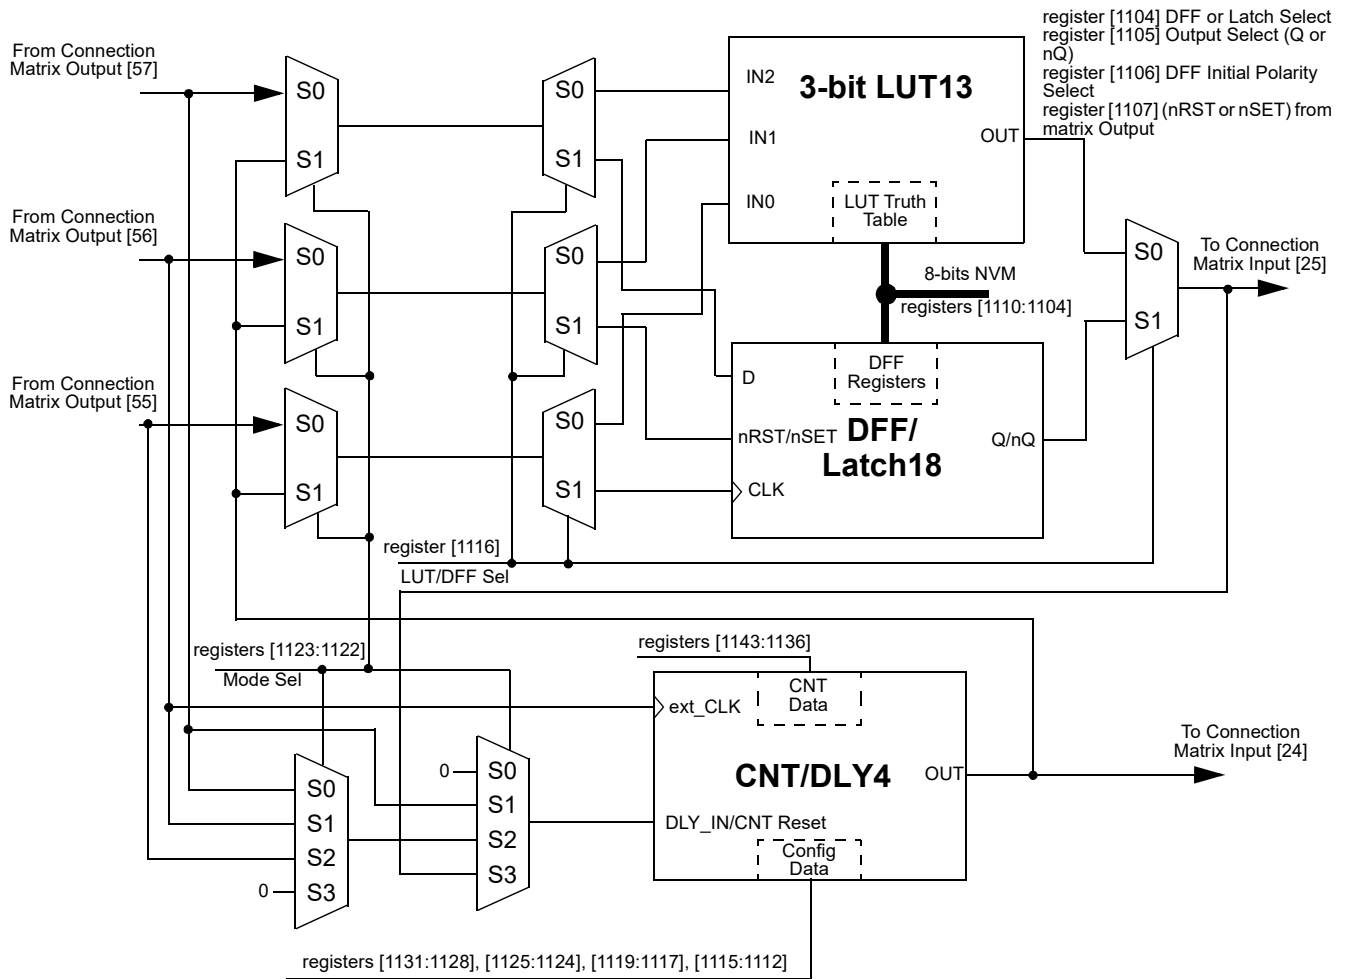 register [1104] DFF or Latch Select
register [1105] Output Select (Q or
nQ)
register [1106] DFF Initial Polarity
Select
register [1107] (nRST or nSET) from
matrix Output
From Connection
Matrix Output [57]
S0
S1
S0
S1
IN2
IN1
IN0
3-bit LUT13
OUT
LUT Truth
Table
From Connection
Matrix Output [56]
S0
S1
S0
S1
8-bits NVM
registers [1110:1104]
S0
S1
To Connection
Matrix Input [25]
From Connection
Matrix Output [55]
S0
S1
S0
S1
DFF
Registers
D
nRST/nSET
CLK
DFF/
Latch18
Q/nQ
register [1116]
LUT/DFF Sel
registers [1123:1122]
Mode Sel
registers [1143:1136]
CNT
Data
ext_CLK
CNT/DLY4
OUT
To Connection
Matrix Input [24]
DLY_IN/CNT Reset
Config
Data
0
S0
S1
S2
S3
S0
S1
S2
0
S3
registers [1131:1128], [1125:1124], [1119:1117], [1115:1112]